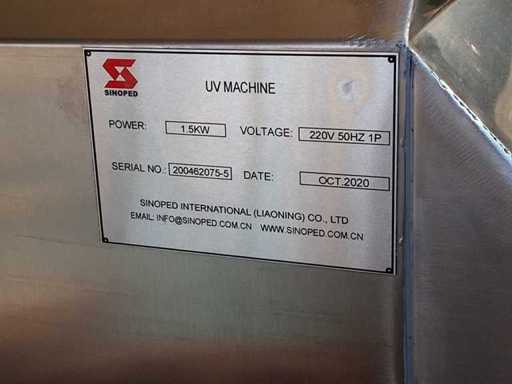 SINOPED
UV MACHINE
POWER: 1.5KW VOLTAGE: 220V 50HZ 1P
SERIAL NO.: 200462075-5 DATE: OCT.2020
SINOPED INTERNATIONAL (LIAONING) CO., LTD
EMAIL: INFO@SINOPED.COM.CN WWW.SINOPED.COM.CN